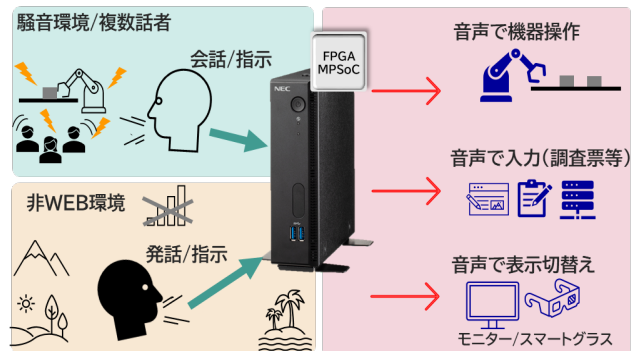 騒音環境/複数話者
会話/指示
FPGA
MPSoC
NEC
音声で機器操作
音声で入力(調査票等)
非WEB環境
発話/指示
音声で表示切替え
モニター/スマートグラス